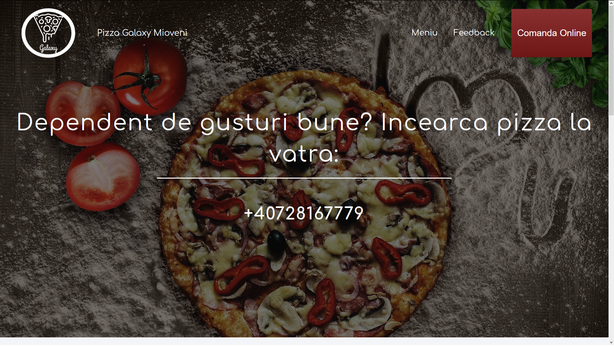 Galaxy
Pizza Galaxy Mioveni
Meniu
Feedback
Comanda Online
Dependent de gusturi bune? Incearca pizza la
vatra:
+40728167779